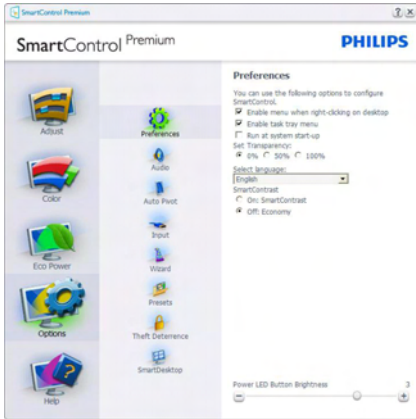 SmartControl Premium
SmartControl Premium
PHILIPS
Adjust
Color
Eco Power
Options
Help
Preferences
Audio
Auto Pivot
Input
Wizard
Presets
Theft Deterrence
SmartDesktop
Preferences
You can use the following options to configure
SmartControl.
Enable menu when right-clicking on desktop
Enable task tray menu
Run at system start-up
Set Transparency:
0% 50% 100%
Select language:
English
SmartContrast
On: SmartContrast
Off: Economy
Power LED Button Brightness 3